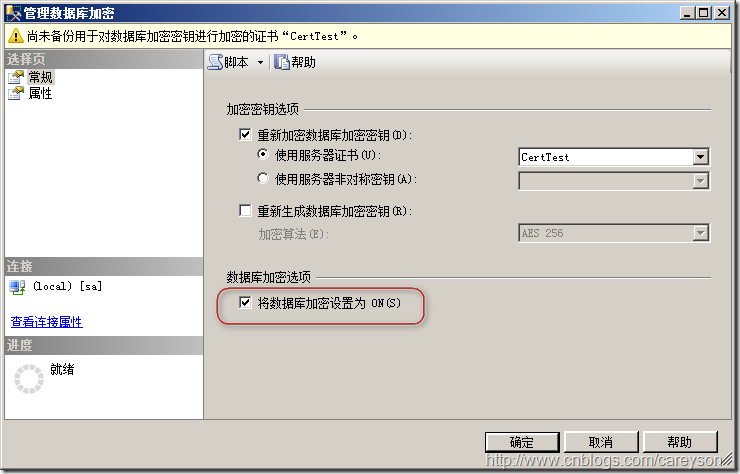 管理数据库加密
尚未备份用于对数据库加密密钥进行加密的证书“CertTest”。
选择页
常规
属性
脚本 帮助
加密密钥选项
重新加密数据库加密密钥(D):
使用服务器证书(U): CertTest
使用服务器非对称密钥(A):
重新生成数据库加密密钥(R):
加密算法(E): AES 256
数据库加密选项
将数据库加密设置为 ON(S)
连接
(local) [sa]
查看连接属性
进度
就绪
确定 取消 帮助
http://www.cnblogs.com/careyson